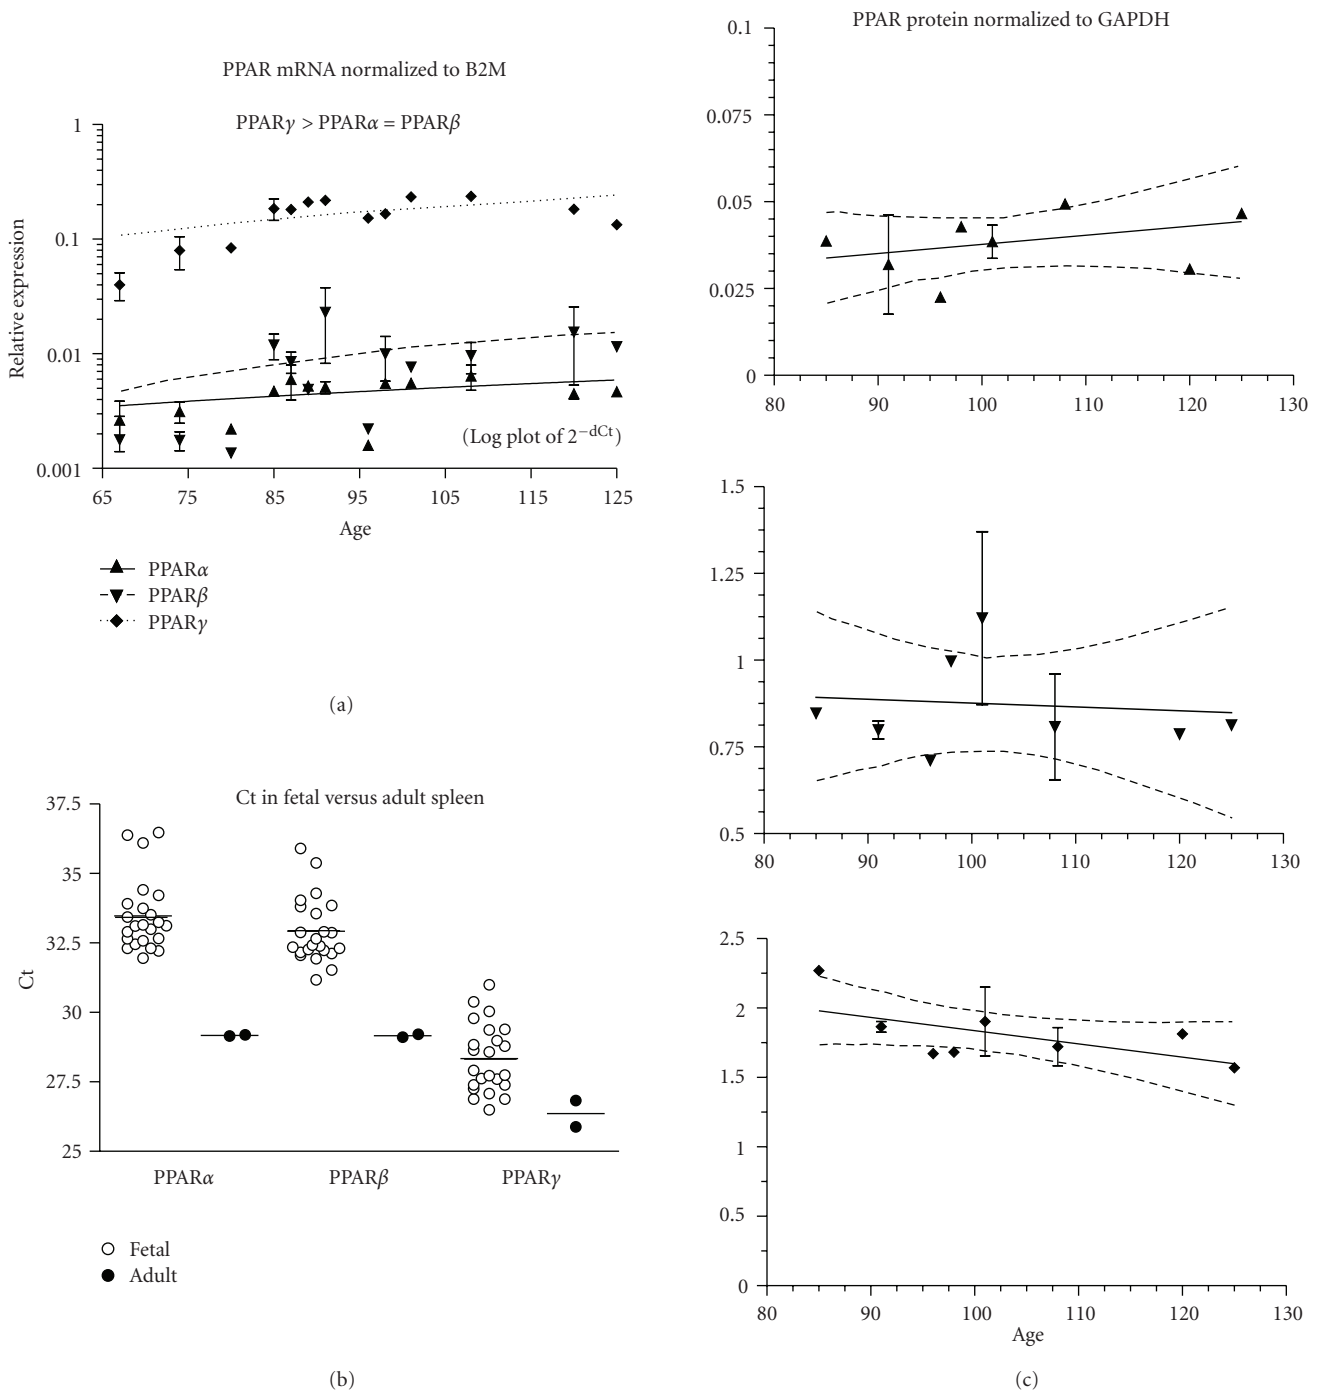 PPAR mRNA normalized to B2M
PPARγ > PPARα = PPARβ
1
0.1
0.01
0.001
Relative expression
(Log plot of 2−dCt)
65 75 85 95 105 115 125
Age
PPARα
PPARβ
PPARγ
(a)
Ct in fetal versus adult spleen
37.5
35
32.5
30
27.5
25
Ct
PPARα PPARβ PPARγ
Fetal
Adult
(b)
PPAR protein normalized to GAPDH
0.1
0.075
0.05
0.025
0
80 90 100 110 120 130
1.5
1.25
1
0.75
0.5
80 90 100 110 120 130
2.5
2
1.5
1
0.5
0
80 90 100 110 120 130
Age
(c)